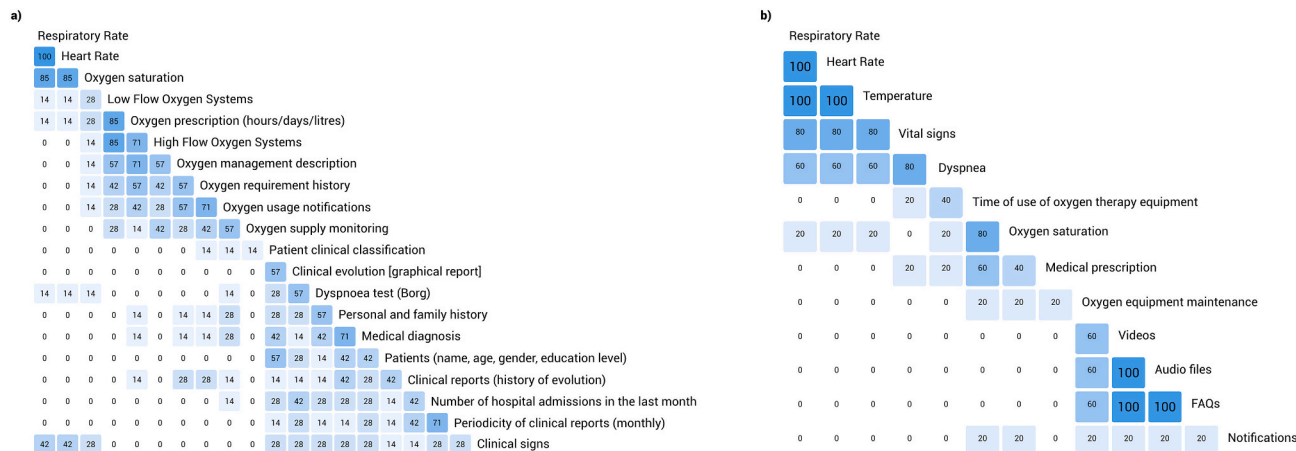 a)
Respiratory Rate
100 Heart Rate
85 85 Oxygen saturation
14 14 28 Low Flow Oxygen Systems
14 14 28 85 Oxygen prescription (hours/days/litres)
0 0 14 85 71 High Flow Oxygen Systems
0 0 14 57 71 57 Oxygen management description
0 0 14 42 57 42 57 Oxygen requirement history
0 0 14 28 42 28 57 71 Oxygen usage notifications
0 0 0 28 14 42 28 42 57 Oxygen supply monitoring
0 0 0 0 0 0 0 14 14 14 Patient clinical classification
0 0 0 0 0 0 0 0 0 0 57 Clinical evolution [graphical report]
14 14 14 0 0 0 0 0 14 0 28 57 Dyspnoea test (Borg)
0 0 0 0 14 0 14 14 28 0 28 28 57 Personal and family history
0 0 0 0 14 0 14 14 28 0 42 14 42 71 Medical diagnosis
0 0 0 0 0 0 0 0 0 0 57 28 14 42 42 Patients (name, age, gender, education level)
0 0 0 0 14 0 28 28 14 0 14 14 14 42 28 42 Clinical reports (history of evolution)
0 0 0 0 0 0 0 0 14 0 28 42 28 28 28 14 42 Number of hospital admissions in the last month
0 0 0 0 0 0 0 0 0 0 14 28 14 14 28 14 42 71 Periodicity of clinical reports (monthly)
42 42 28 0 0 0 0 0 0 0 28 28 28 28 28 14 14 28 28 Clinical signs
b)
Respiratory Rate
100 Heart Rate
100 100 Temperature
80 80 80 Vital signs
60 60 60 80 Dyspnea
0 0 0 20 40 Time of use of oxygen therapy equipment
20 20 20 0 20 80 Oxygen saturation
0 0 0 20 20 60 40 Medical prescription
0 0 0 0 0 20 20 20 Oxygen equipment maintenance
0 0 0 0 0 0 0 0 60 Videos
0 0 0 0 0 0 0 0 60 100 Audio files
0 0 0 0 0 0 0 0 60 100 100 FAQs
0 0 0 0 0 20 20 0 20 20 20 20 Notifications